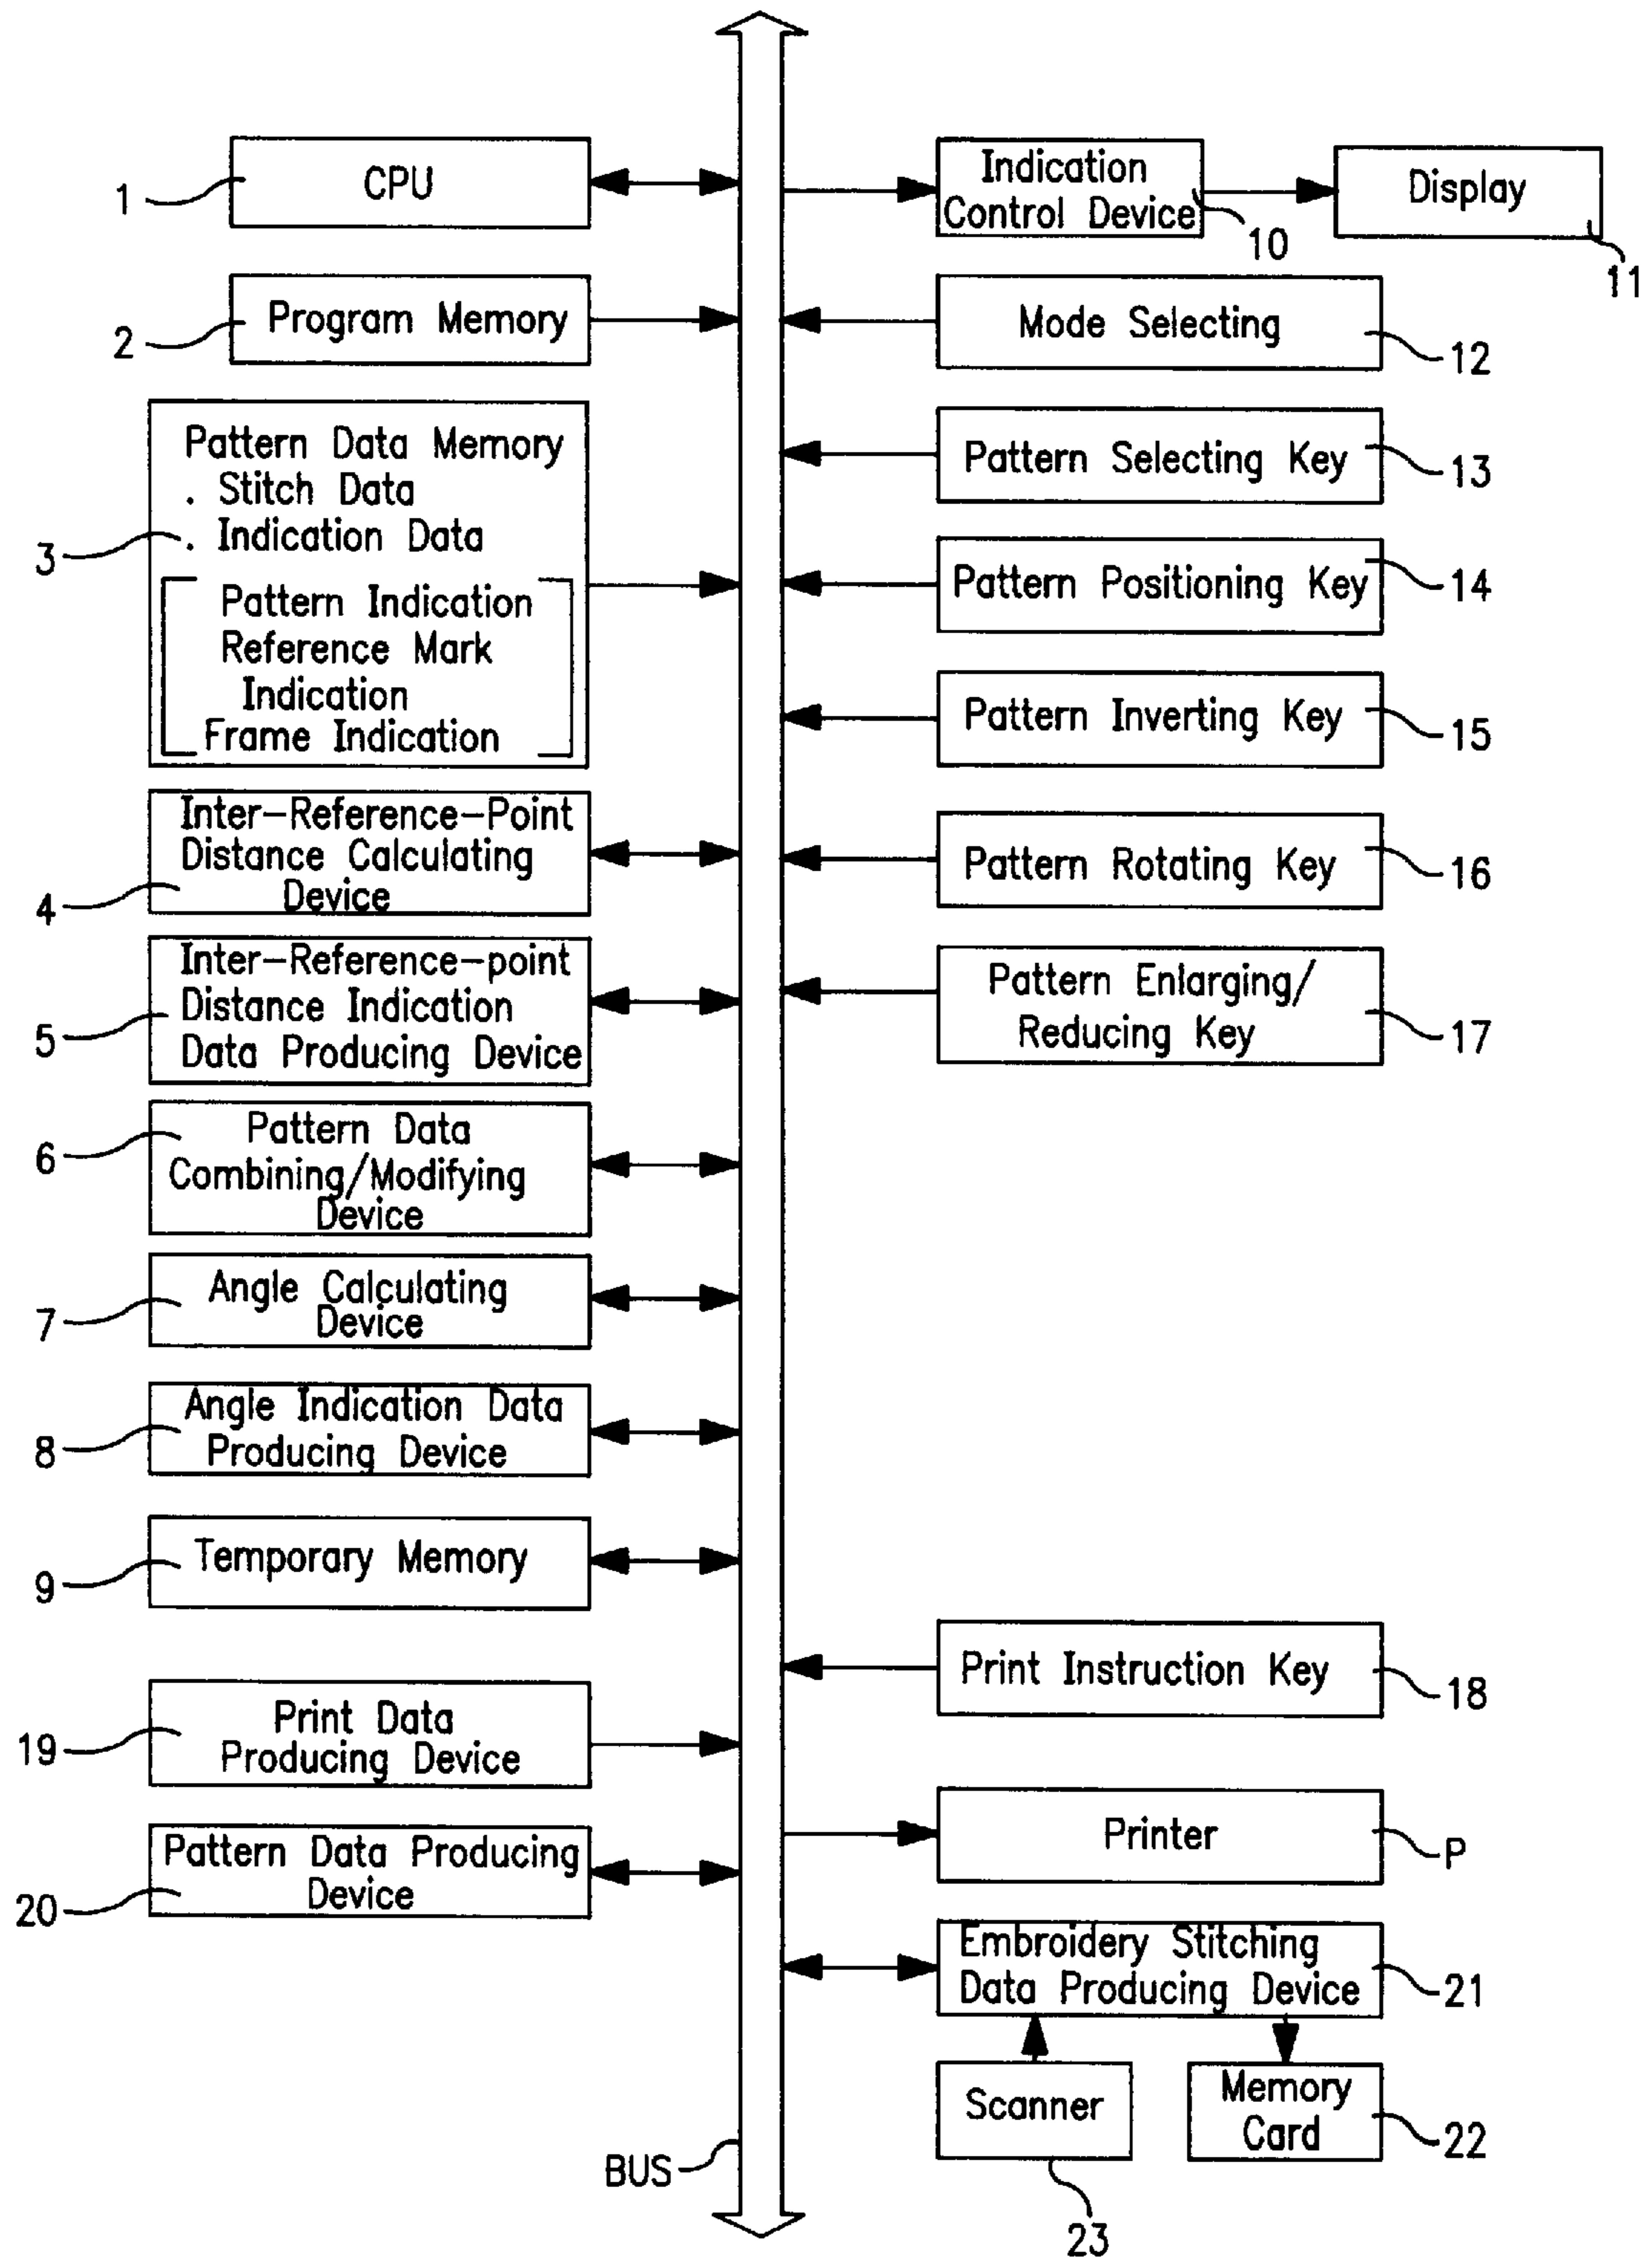 CPU
1
Program Memory
2
Pattern Data Memory
. Stitch Data
. Indication Data
3
Pattern Indication
Reference Mark
Indication
Frame Indication
Inter-Reference-Point
Distance Calculating
Device
4
Inter-Reference-point
Distance Indication
Data Producing Device
5
Pattern Data
Combining/Modifying
Device
6
Angle Calculating
Device
7
Angle Indication Data
Producing Device
8
Temporary Memory
9
Print Data
Producing Device
19
Pattern Data Producing
Device
20
BUS
Indication
Control Device
10
Display
11
Mode Selecting
12
Pattern Selecting Key
13
Pattern Positioning Key
14
Pattern Inverting Key
15
Pattern Rotating Key
16
Pattern Enlarging/
Reducing Key
17
Print Instruction Key
18
Printer
P
Embroidery Stitching
Data Producing Device
21
Scanner
23
Memory
Card
22